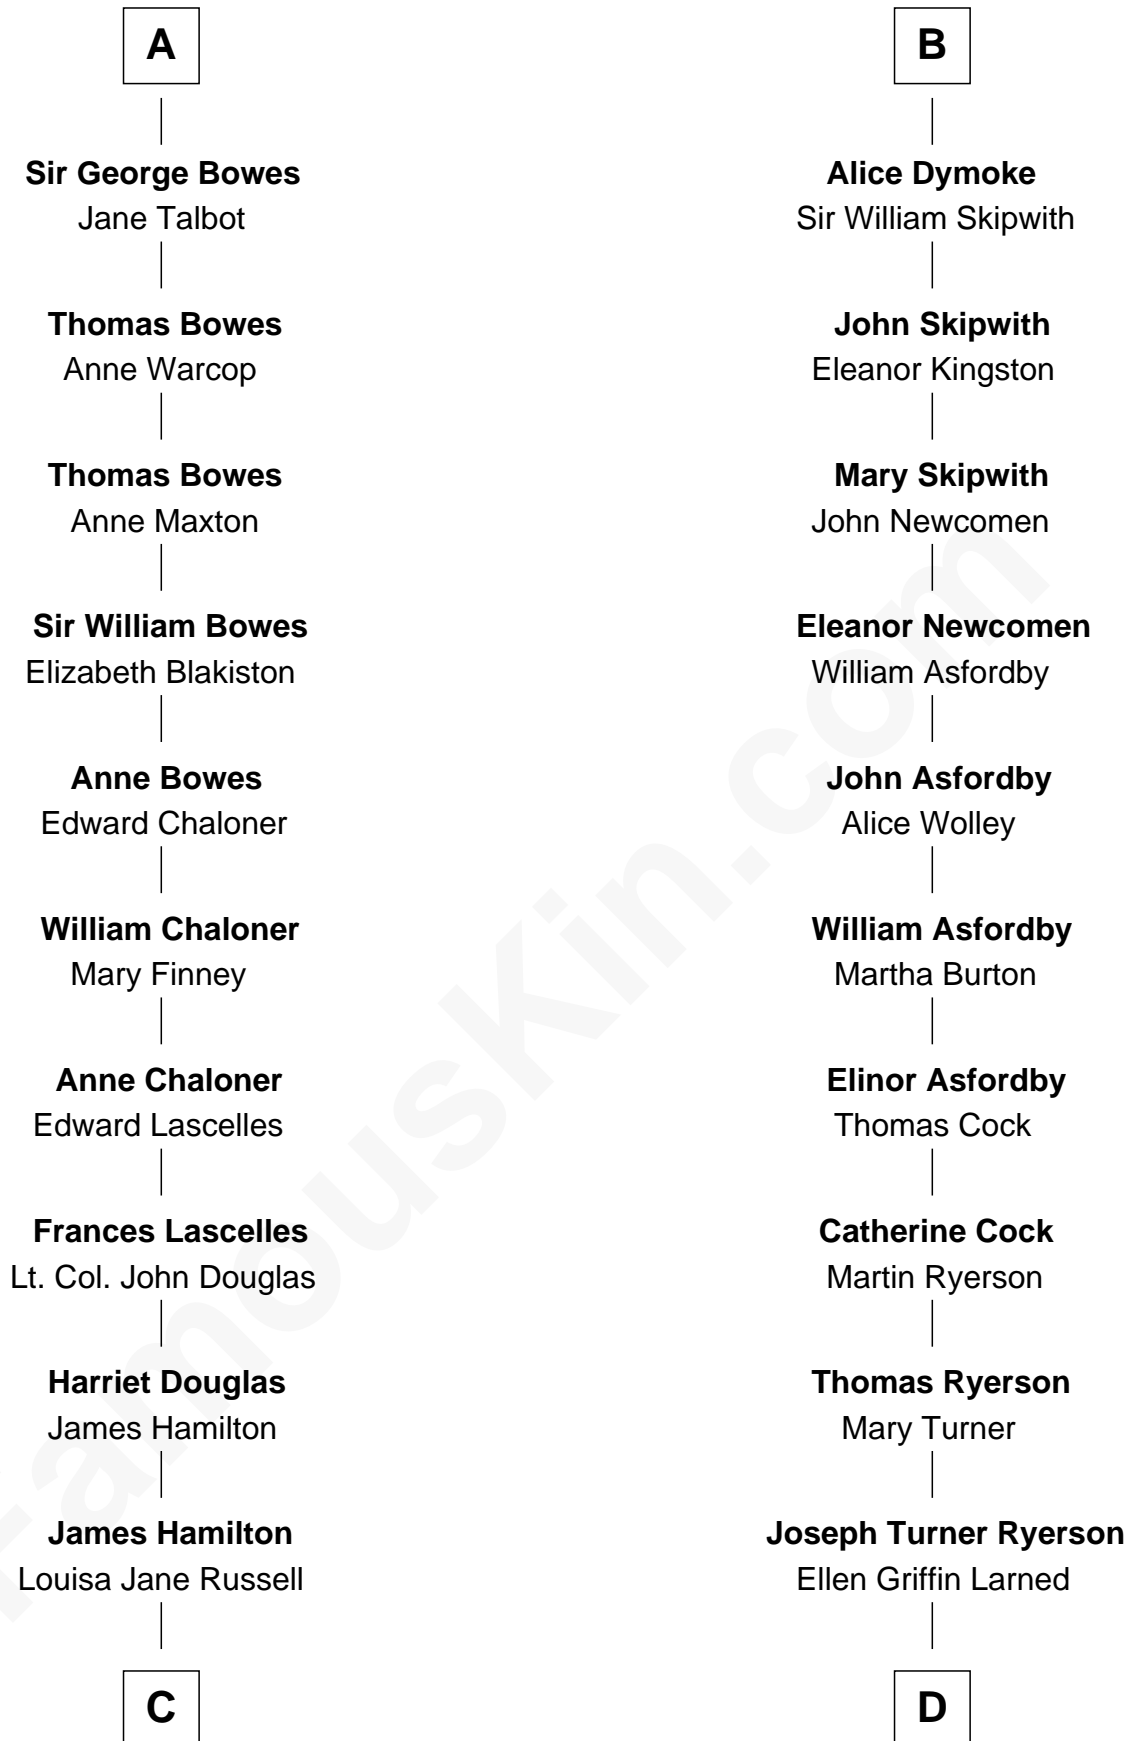 A
Sir George Bowes
Jane Talbot
Thomas Bowes
Anne Warcop
Thomas Bowes
Anne Maxton
Sir William Bowes
Elizabeth Blakiston
Anne Bowes
Edward Chaloner
William Chaloner
Mary Finney
Anne Chaloner
Edward Lascelles
Frances Lascelles
Lt. Col. John Douglas
Harriet Douglas
James Hamilton
James Hamilton
Louisa Jane Russell
C
B
Alice Dymoke
Sir William Skipwith
John Skipwith
Eleanor Kingston
Mary Skipwith
John Newcomen
Eleanor Newcomen
William Asfordby
John Asfordby
Alice Wolley
William Asfordby
Martha Burton
Elinor Asfordby
Thomas Cock
Catherine Cock
Martin Ryerson
Thomas Ryerson
Mary Turner
Joseph Turner Ryerson
Ellen Griffin Larned
D
FamousKin.com